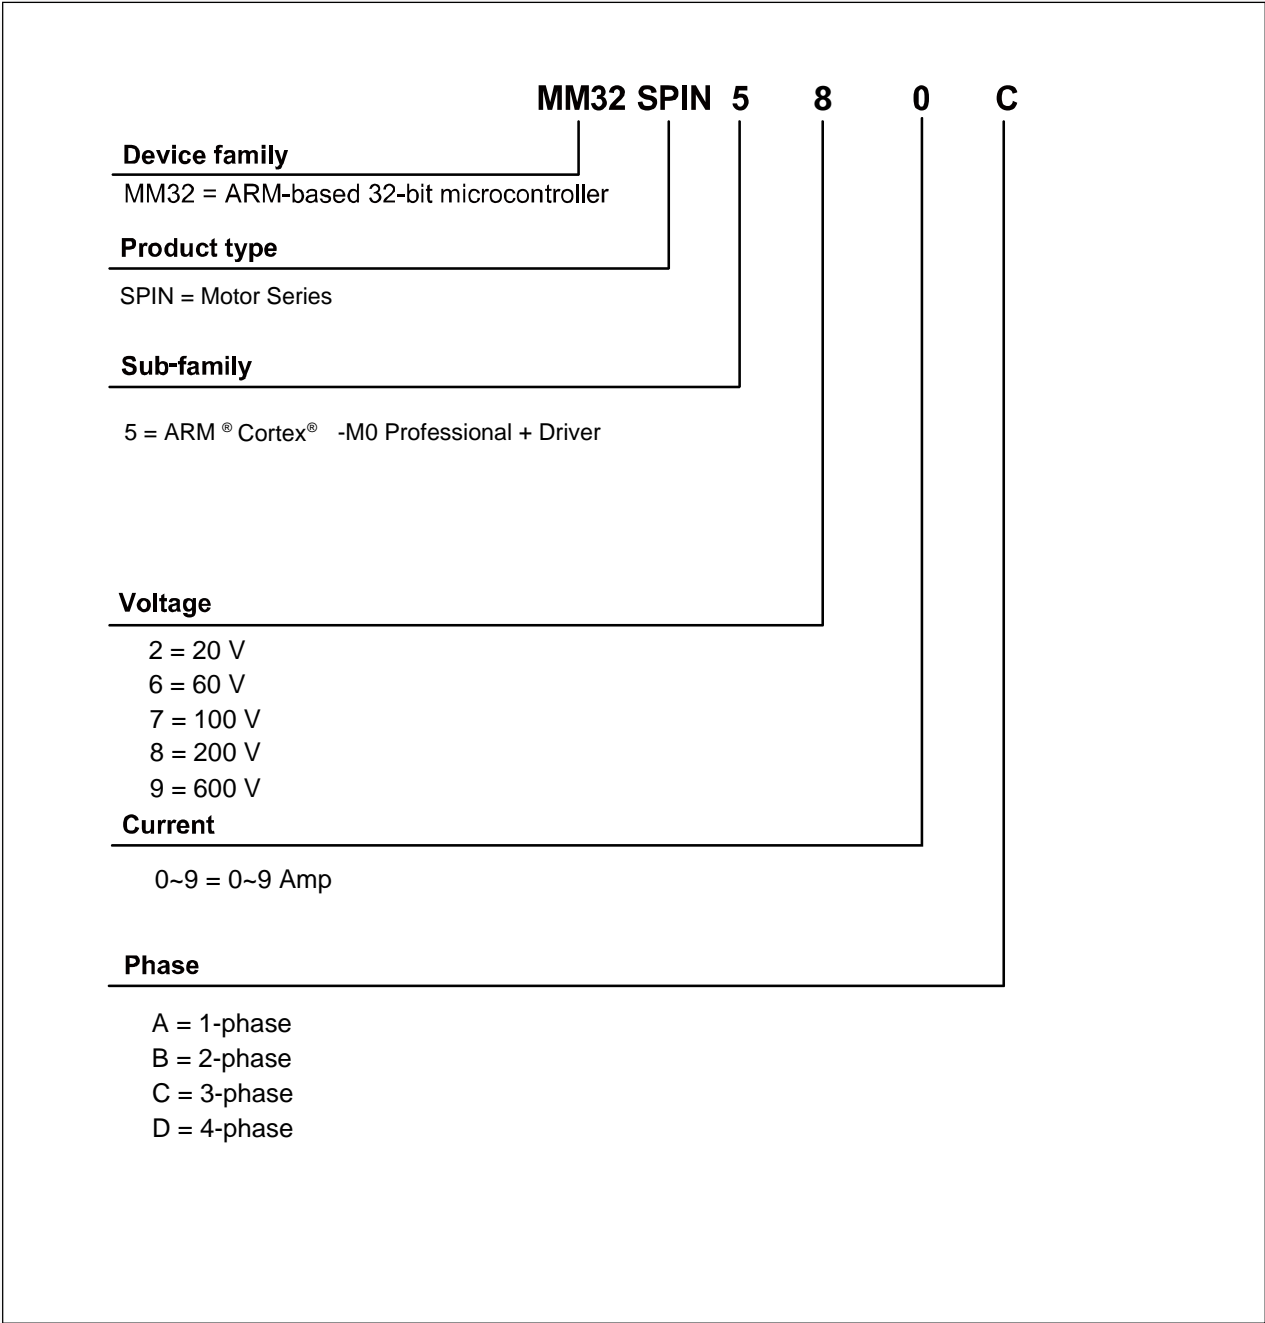 MM32 SPIN 5 8 0 C
Device family
MM32 = ARM-based 32-bit microcontroller
Product type
SPIN = Motor Series
Sub-family
5 = ARM ® Cortex® -M0 Professional + Driver
Voltage
2 = 20 V
6 = 60 V
7 = 100 V
8 = 200 V
9 = 600 V
Current
0~9 = 0~9 Amp
Phase
A = 1-phase
B = 2-phase
C = 3-phase
D = 4-phase